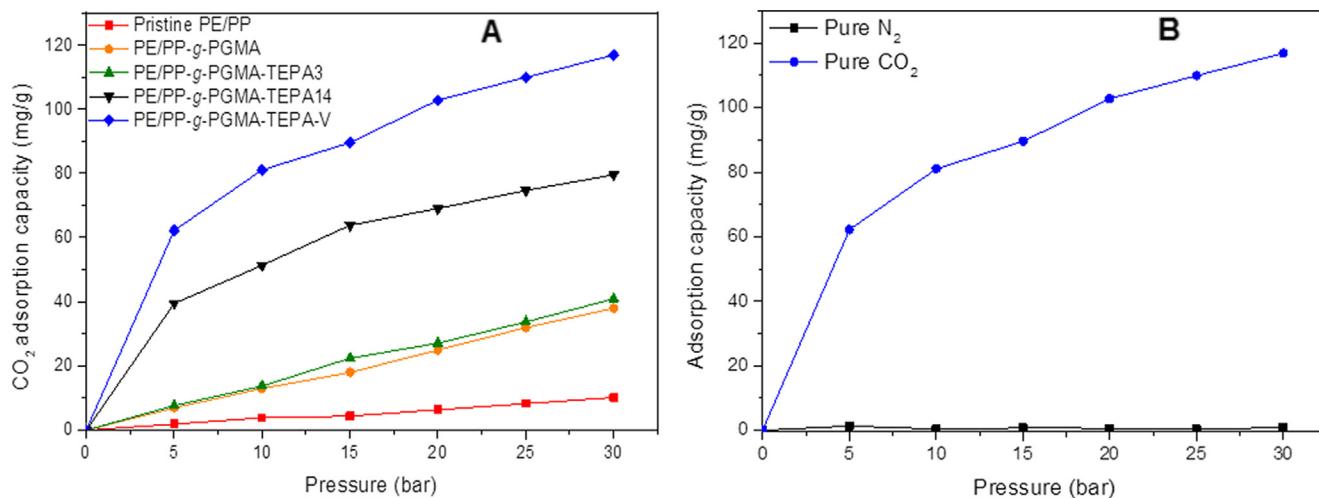 A
Pristine PE/PP
PE/PP-g-PGMA
PE/PP-g-PGMA-TEPA3
PE/PP-g-PGMA-TEPA14
PE/PP-g-PGMA-TEPA-V
CO₂ adsorption capacity (mg/g)
120
100
80
60
40
20
0
0 5 10 15 20 25 30
Pressure (bar)
B
Pure N₂
Pure CO₂
Adsorption capacity (mg/g)
120
100
80
60
40
20
0
0 5 10 15 20 25 30
Pressure (bar)